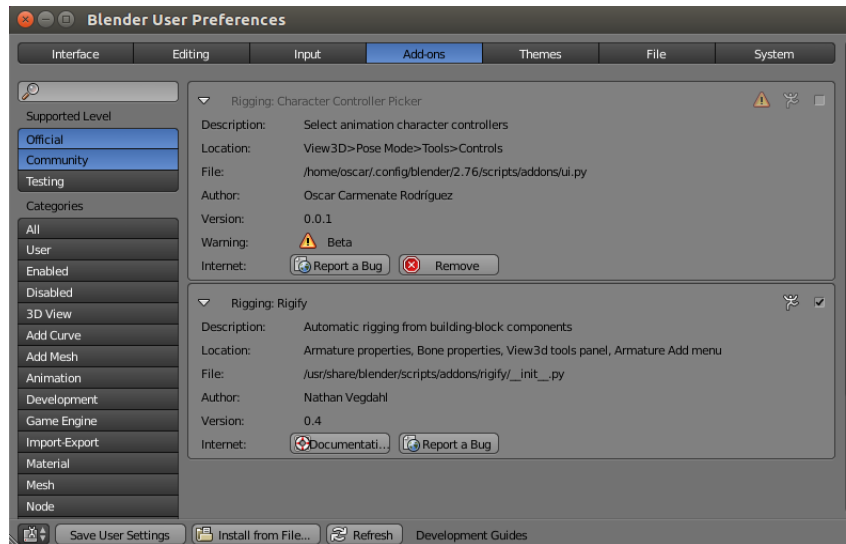 Blender User Preferences
Interface Editing Input Add-ons Themes File System
Supported Level
Official
Community
Testing
Categories
All
User
Enabled
Disabled
3D View
Add Curve
Add Mesh
Animation
Development
Game Engine
Import-Export
Material
Mesh
Node
Rigging: Character Controller Picker
Description: Select animation character controllers
Location: View3D>Pose Mode>Tools>Controls
File: /home/oscar/.config/blender/2.76/scripts/addons/ui.py
Author: Oscar Carmenate Rodríguez
Version: 0.0.1
Warning: Beta
Internet: Report a Bug Remove
Rigging: Rigify
Description: Automatic rigging from building-block components
Location: Armature properties, Bone properties, View3d tools panel, Armature Add menu
File: /usr/share/blender/scripts/addons/rigify/__init__.py
Author: Nathan Vegdahl
Version: 0.4
Internet: Documentati... Report a Bug
Save User Settings Install from File... Refresh Development Guides